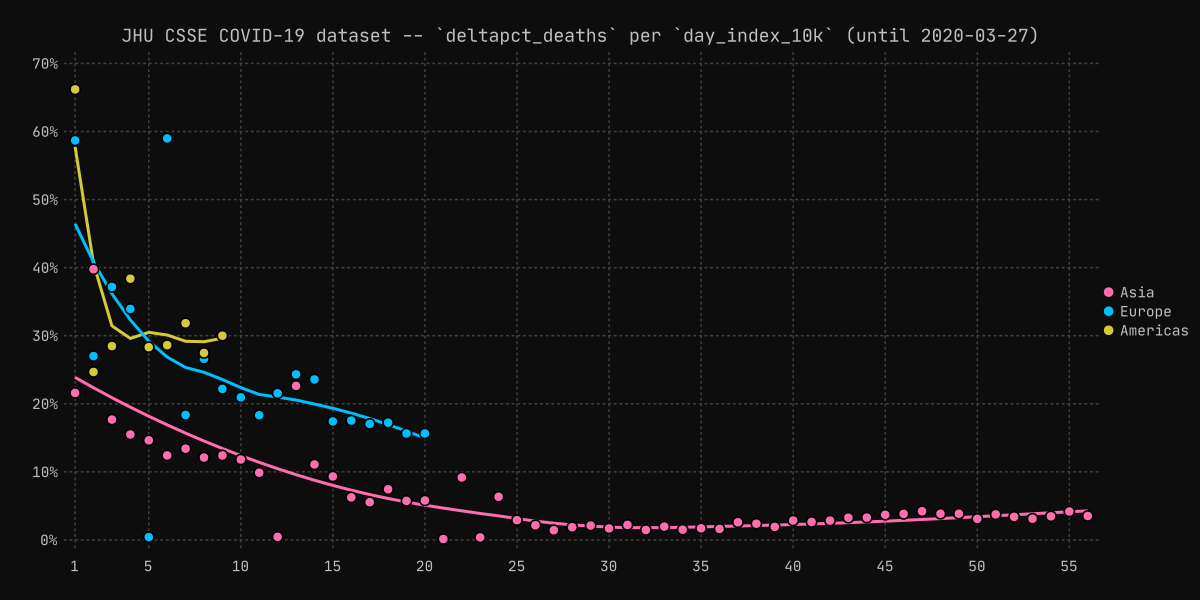 JHU CSSE COVID-19 dataset -- `deltapct_deaths` per `day_index_10k` (until 2020-03-27)
70%
60%
50%
40%
30%
20%
10%
0%
1 5 10 15 20 25 30 35 40 45 50 55
Asia
Europe
Americas